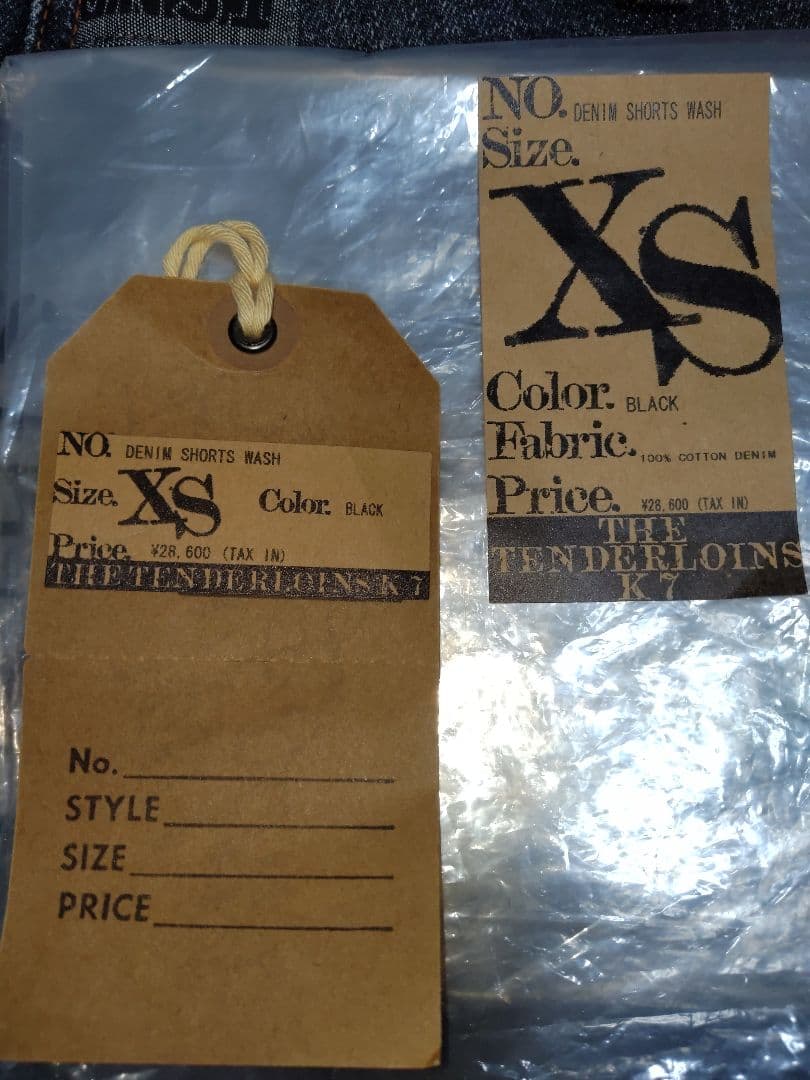 NO. DENIM SHORTS WASH
Size. XS Color. BLACK
Price. ¥28,600 (TAX IN)
THE TENDERLOINS K 7
No.
STYLE
SIZE
PRICE
NO. DENIM SHORTS WASH
Size.
XS
Color. BLACK
Fabric. 100% COTTON DENIM
Price. ¥28,600 (TAX IN)
THE
TENDERLOINS
K 7